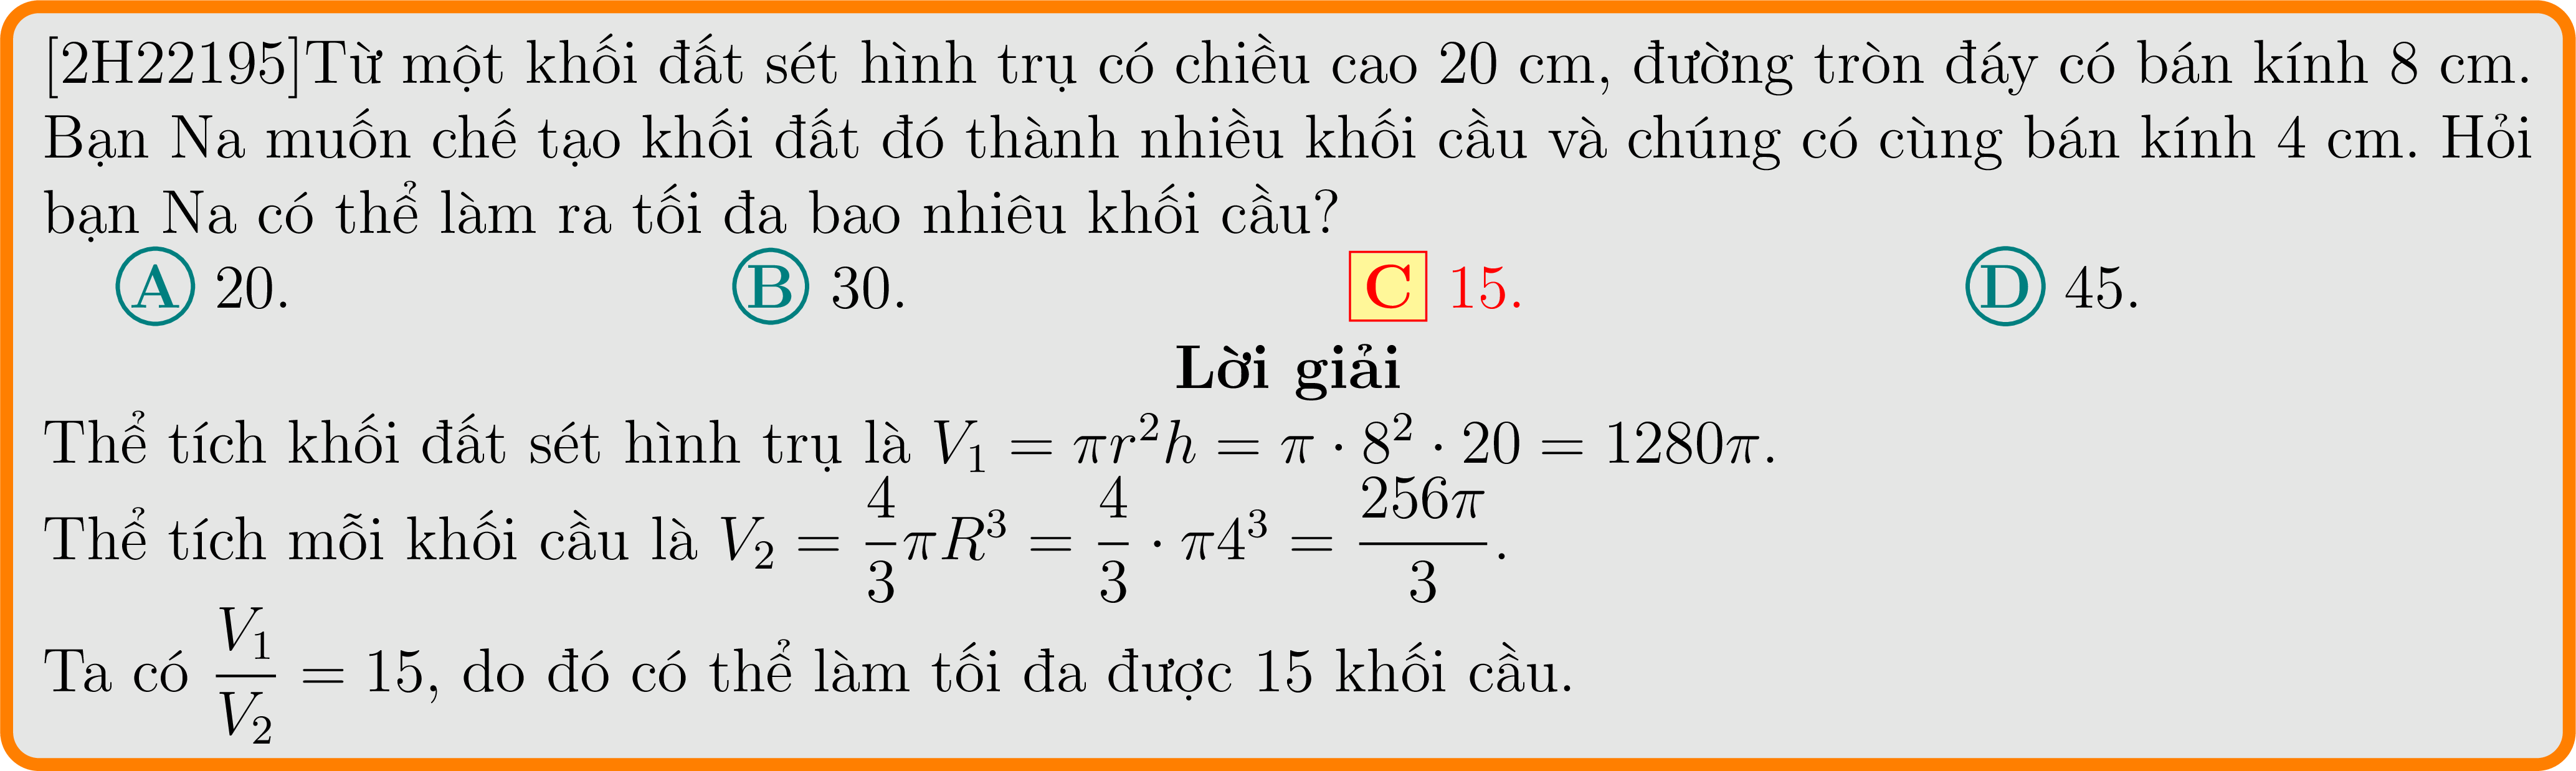 [2H22195]Từ một khối đất sét hình trụ có chiều cao 20 cm, đường tròn đáy có bán kính 8 cm.
Bạn Na muốn chế tạo khối đất đó thành nhiều khối cầu và chúng có cùng bán kính 4 cm. Hỏi
bạn Na có thể làm ra tối đa bao nhiêu khối cầu?
A 20. B 30. C 15. D 45.
Lời giải
Thể tích khối đất sét hình trụ là $V_1 = \pi r^2 h = \pi \cdot 8^2 \cdot 20 = 1280\pi$.
Thể tích mỗi khối cầu là $V_2 = \dfrac{4}{3}\pi R^3 = \dfrac{4}{3} \cdot \pi 4^3 = \dfrac{256\pi}{3}$.
Ta có $\dfrac{V_1}{V_2} = 15$, do đó có thể làm tối đa được 15 khối cầu.